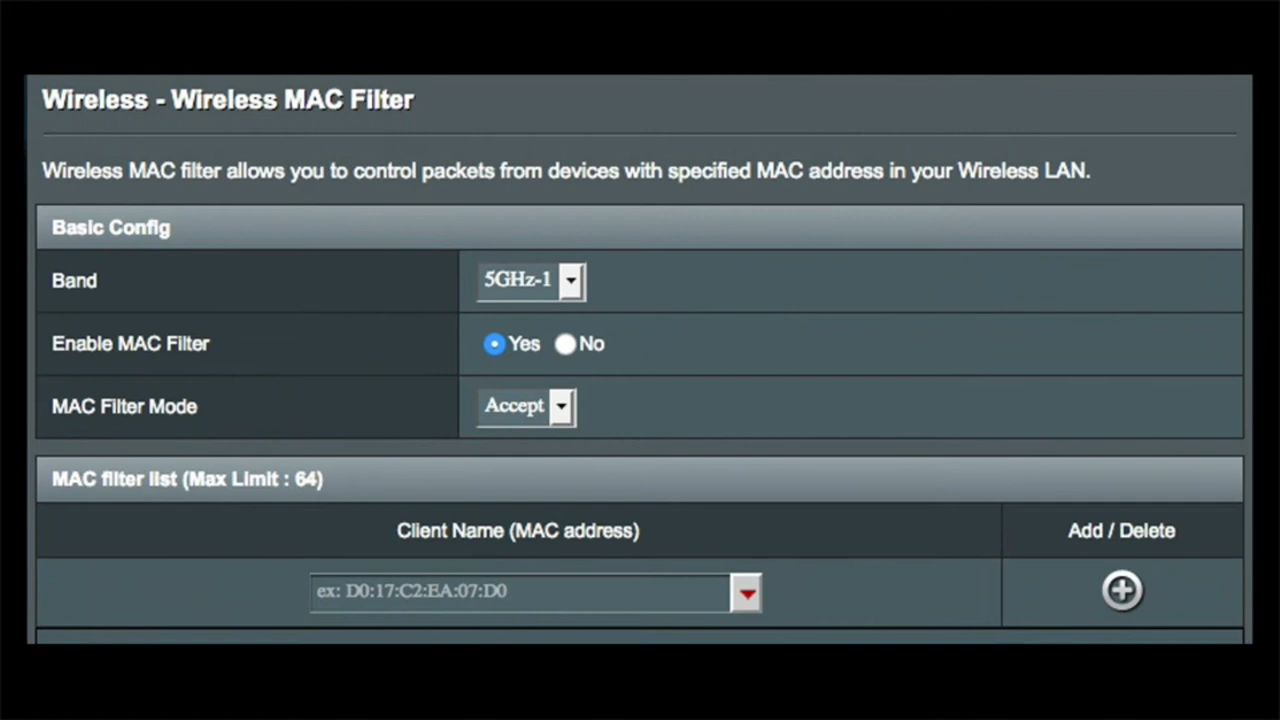 Wireless - Wireless MAC Filter
Wireless MAC filter allows you to control packets from devices with specified MAC address in your Wireless LAN.
Basic Config
Band 5GHz-1
Enable MAC Filter Yes No
MAC Filter Mode Accept
MAC filter list (Max Limit : 64)
Client Name (MAC address) Add / Delete
ex: D0:17:C2:EA:07:D0